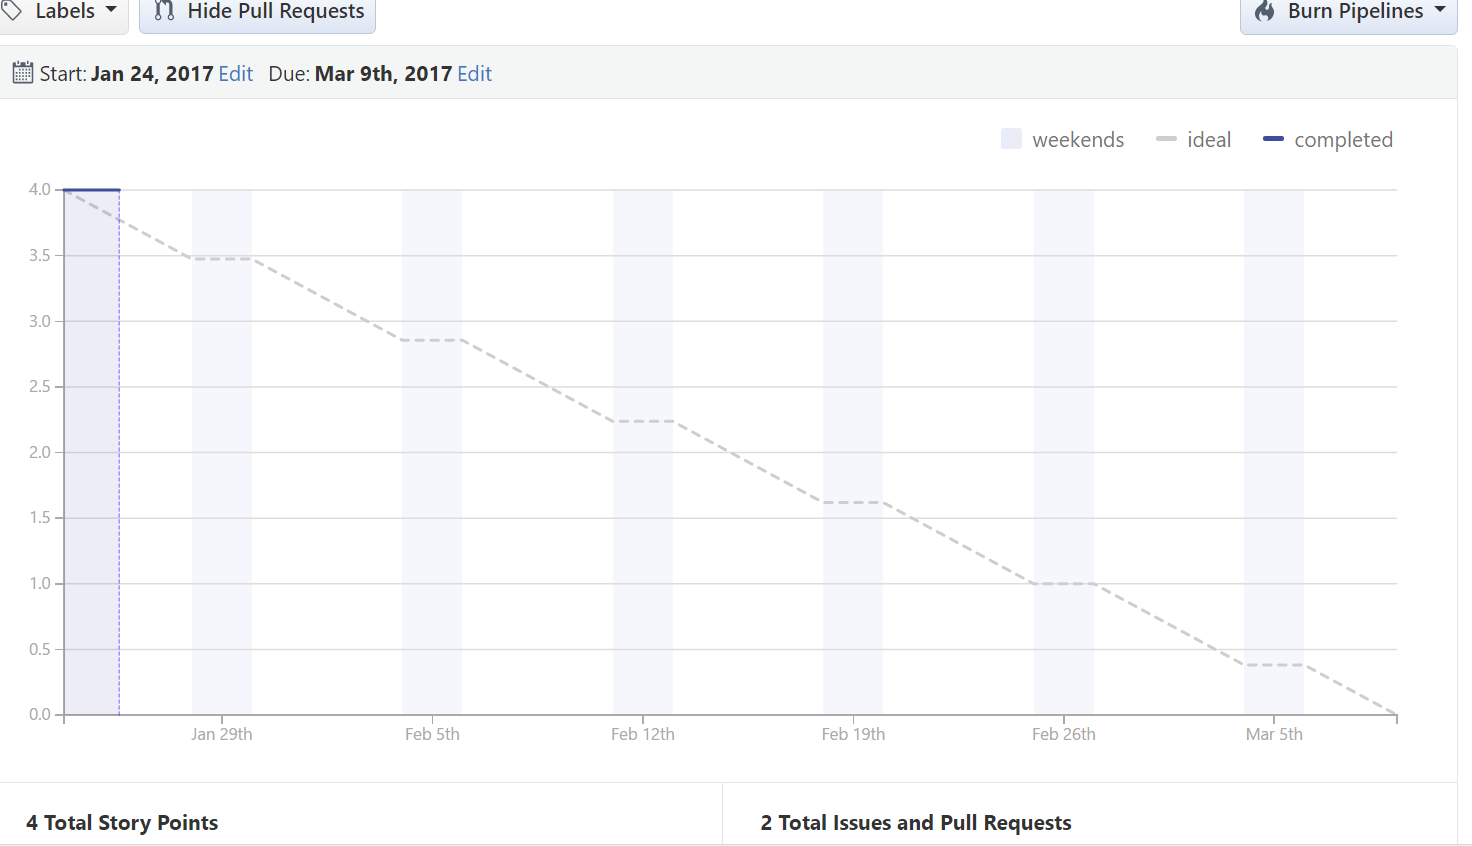 Labels Hide Pull Requests Burn Pipelines
Start: Jan 24, 2017 Edit Due: Mar 9th, 2017 Edit
weekends ideal completed
4.0
3.5
3.0
2.5
2.0
1.5
1.0
0.5
0.0
Jan 29th Feb 5th Feb 12th Feb 19th Feb 26th Mar 5th
4 Total Story Points 2 Total Issues and Pull Requests